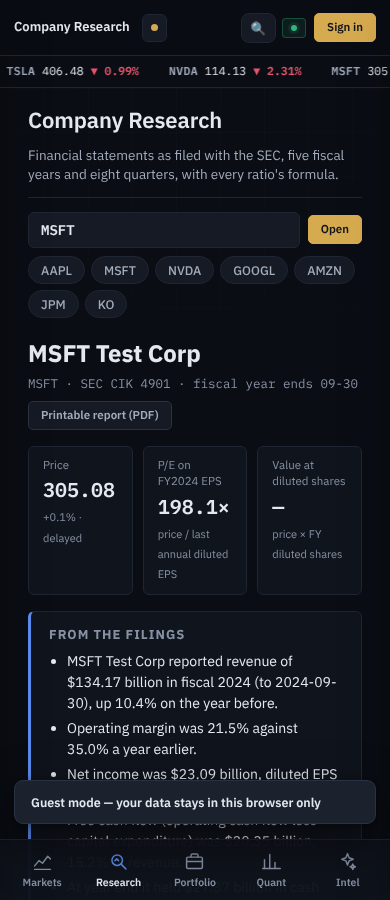 Company Research
Sign in
TSLA 406.48 ▼ 0.99% NVDA 114.13 ▼ 2.31% MSFT 305
Company Research
Financial statements as filed with the SEC, five fiscal
years and eight quarters, with every ratio's formula.
MSFT
Open
AAPL MSFT NVDA GOOGL AMZN
JPM KO
MSFT Test Corp
MSFT · SEC CIK 4901 · fiscal year ends 09-30
Printable report (PDF)
Price
305.08
+0.1% ·
delayed
P/E on
FY2024 EPS
198.1×
price / last
annual diluted
EPS
Value at
diluted shares
—
price × FY
diluted shares
FROM THE FILINGS
• MSFT Test Corp reported revenue of
$134.17 billion in fiscal 2024 (to 2024-09-
30), up 10.4% on the year before.
• Operating margin was 21.5% against
35.0% a year earlier.
• Net income was $23.09 billion, diluted EPS
Guest mode — your data stays in this browser only
Markets
Research
Portfolio
Quant
Intel